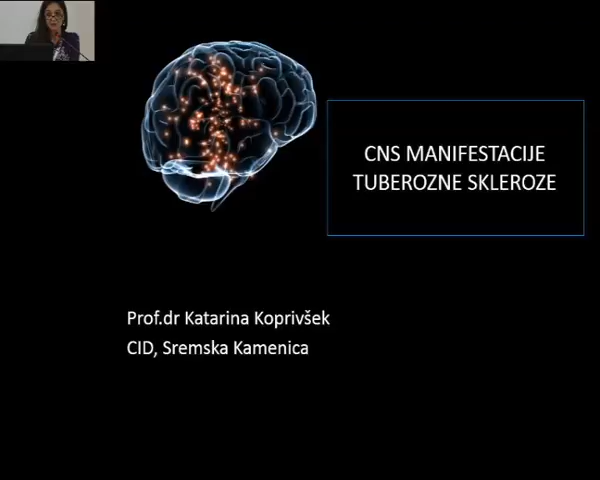 CNS MANIFESTACIJE
TUBEROZNE SKLEROZE
Prof.dr Katarina Koprivšek
CID, Sremska Kamenica